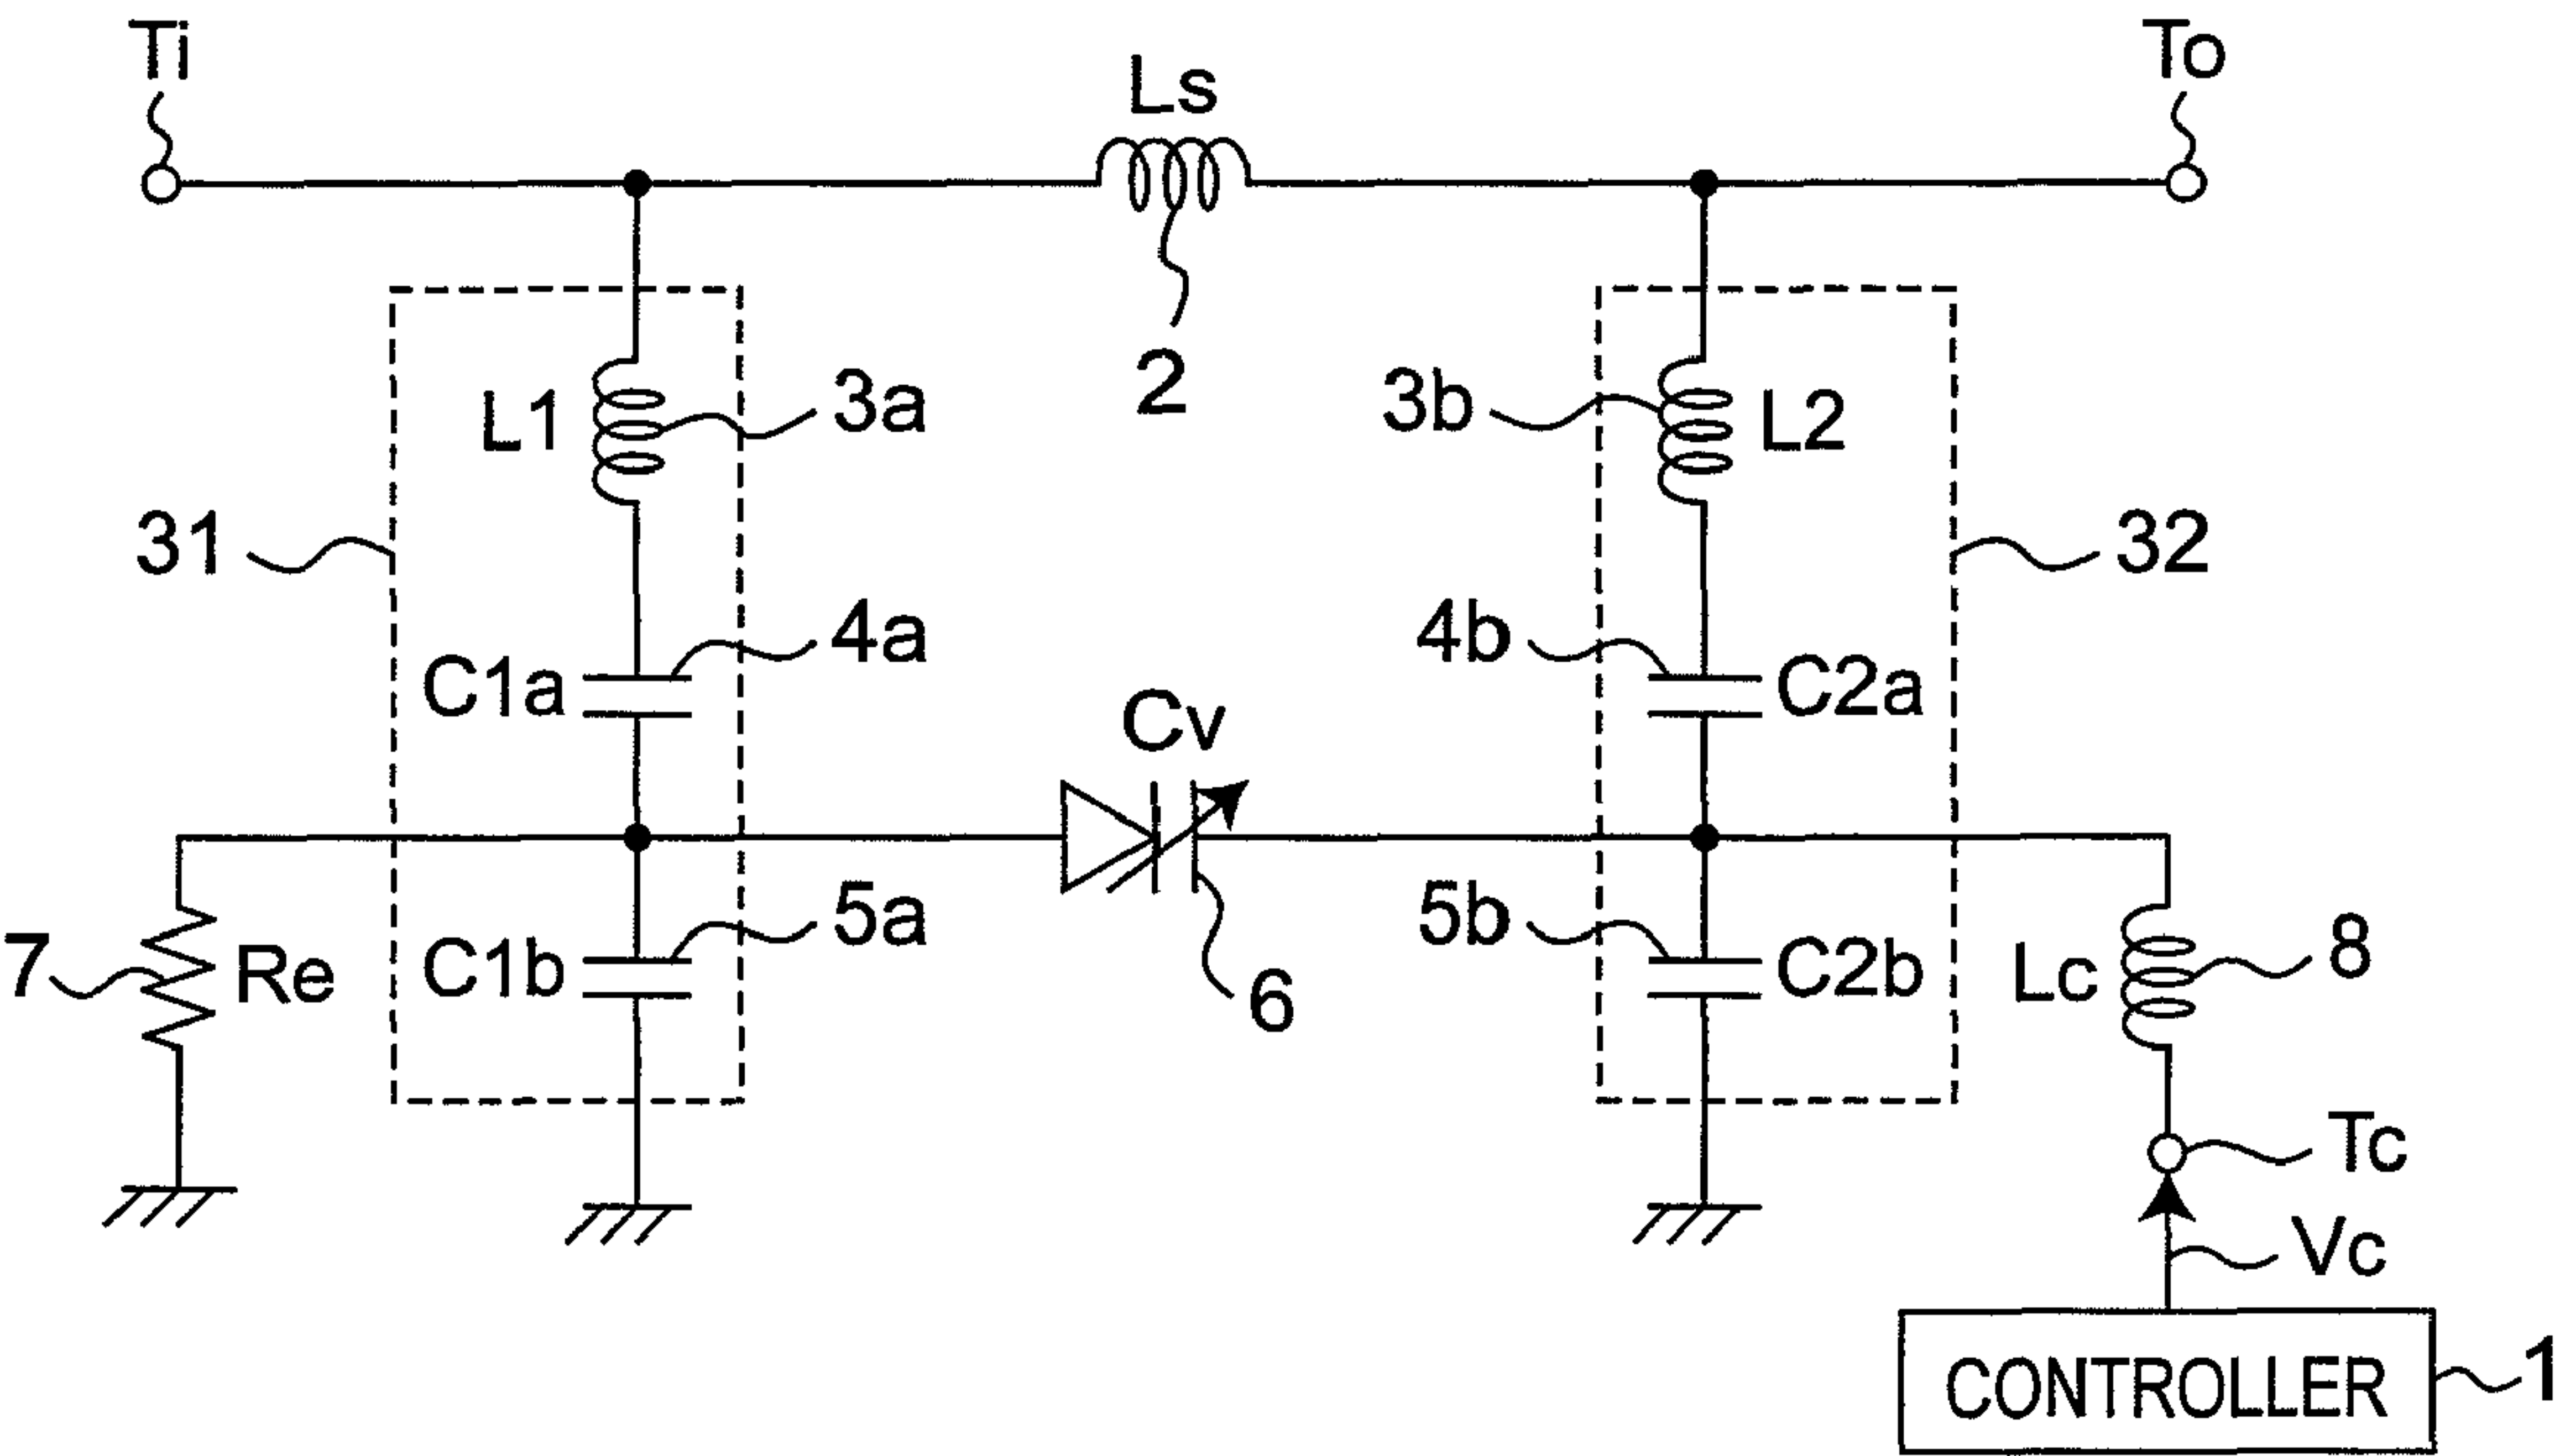 Ti
To
Ls
2
L1
3a
3b
L2
31
32
4a
4b
C1a
C2a
Cv
5a
5b
7
Re
C1b
6
C2b
Lc
8
Tc
Vc
CONTROLLER
1